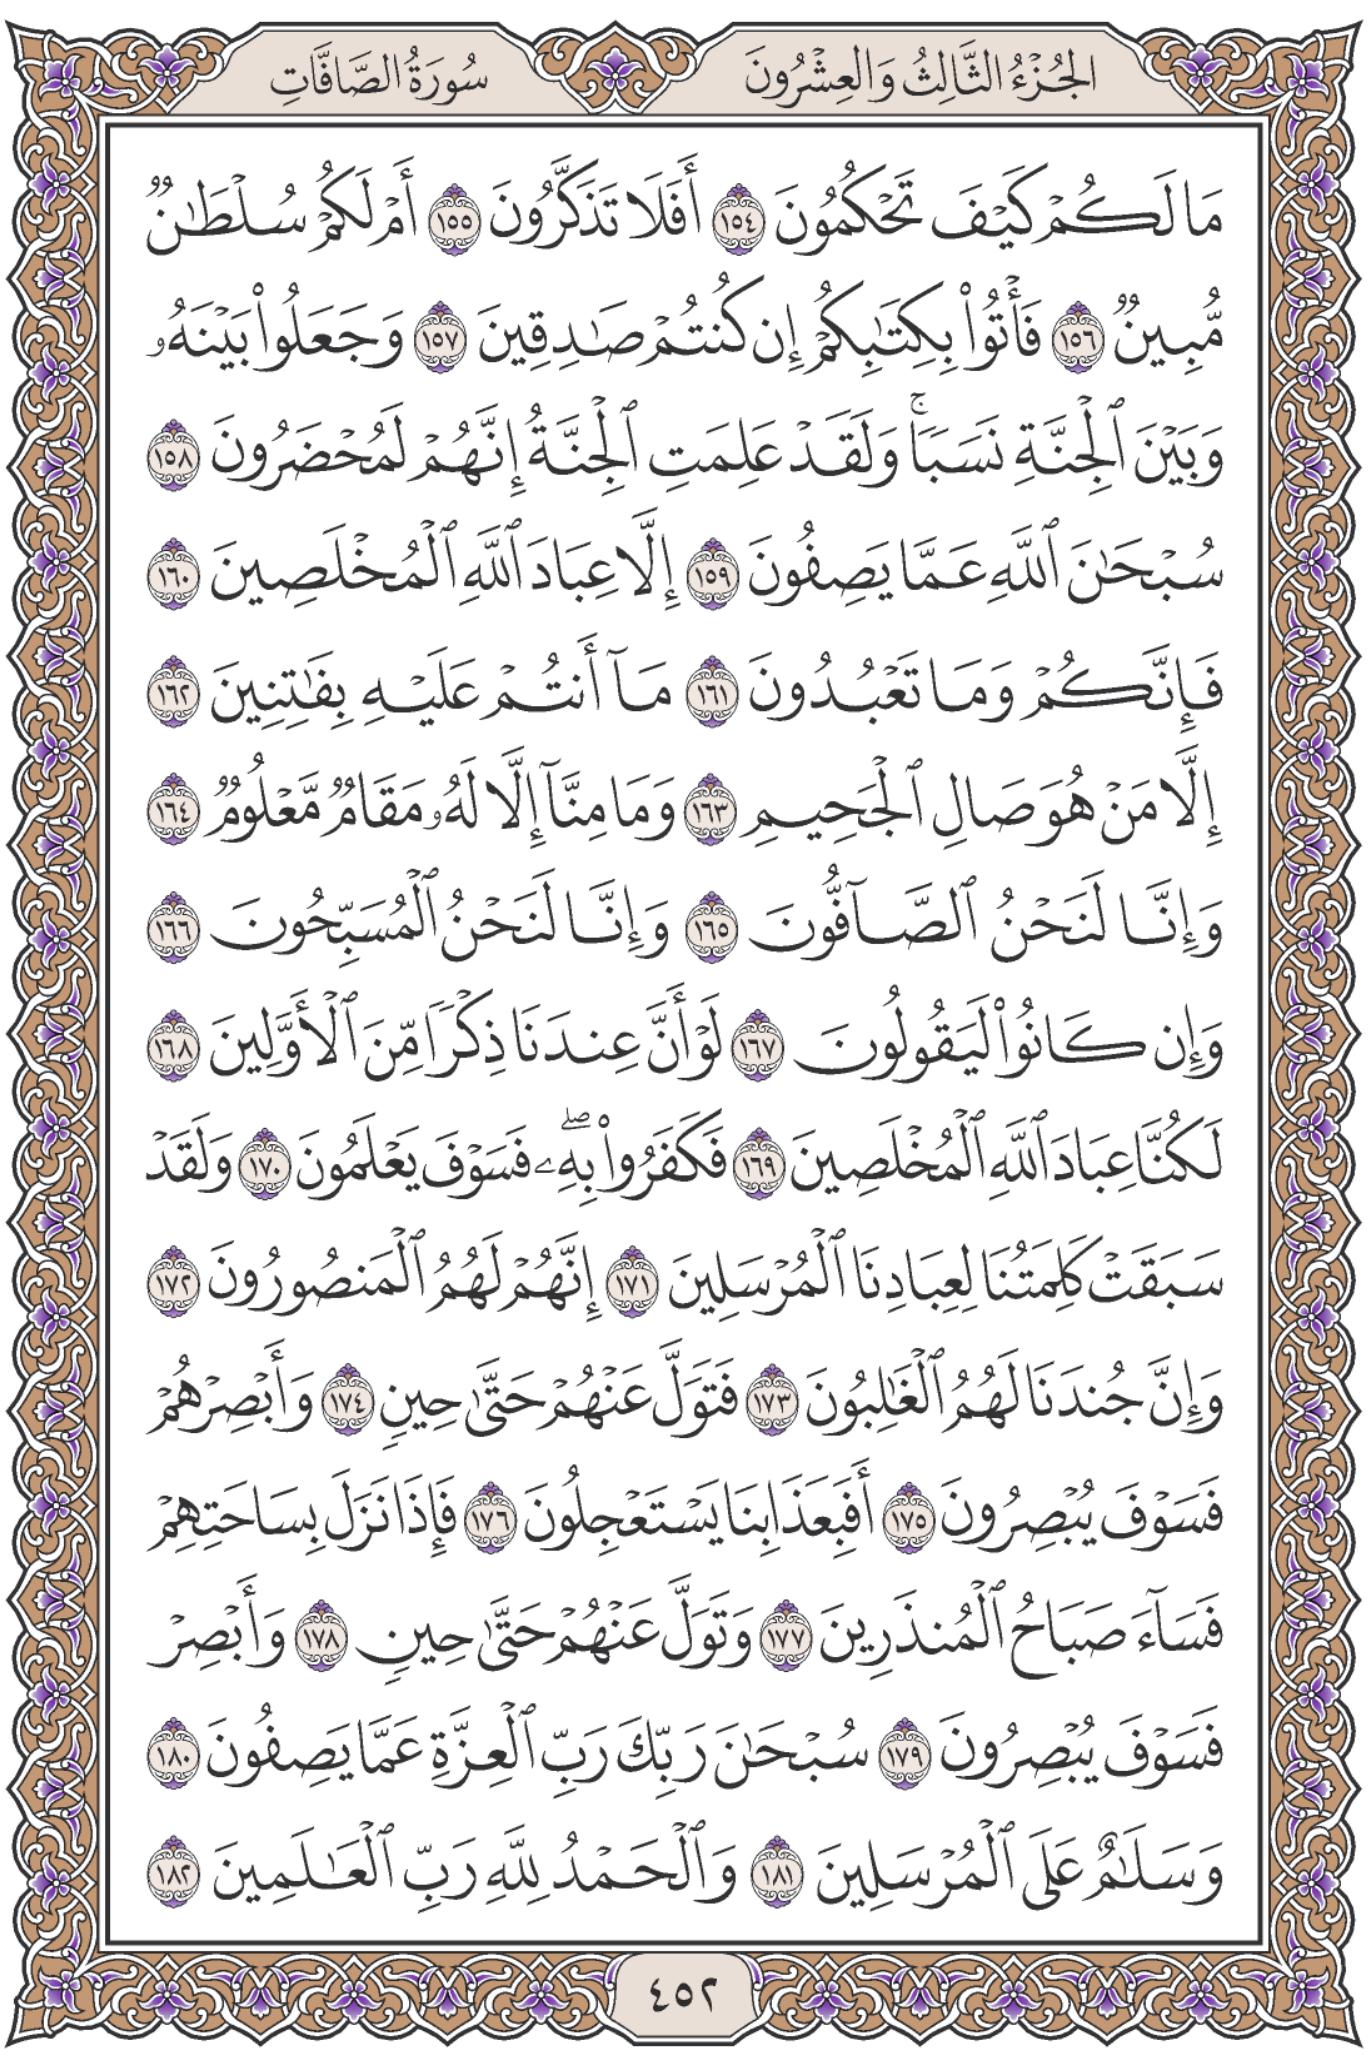 الجُزْءُ الثَّالِثُ وَالعِشْرُونَ
سُورَةُ الصَّافَّاتِ
مَا لَكُمْ كَيْفَ تَحْكُمُونَ ١٥٤ أَفَلَا تَذَكَّرُونَ ١٥٥ أَمْ لَكُمْ سُلْطَٰنٌ
مُّبِينٌ ١٥٦ فَأْتُوا۟ بِكِتَٰبِكُمْ إِن كُنتُمْ صَٰدِقِينَ ١٥٧ وَجَعَلُوا۟ بَيْنَهُۥ
وَبَيْنَ ٱلْجِنَّةِ نَسَبًا ۚ وَلَقَدْ عَلِمَتِ ٱلْجِنَّةُ إِنَّهُمْ لَمُحْضَرُونَ ١٥٨
سُبْحَٰنَ ٱللَّهِ عَمَّا يَصِفُونَ ١٥٩ إِلَّا عِبَادَ ٱللَّهِ ٱلْمُخْلَصِينَ ١٦٠
فَإِنَّكُمْ وَمَا تَعْبُدُونَ ١٦١ مَآ أَنتُمْ عَلَيْهِ بِفَٰتِنِينَ ١٦٢
إِلَّا مَنْ هُوَ صَالِ ٱلْجَحِيمِ ١٦٣ وَمَا مِنَّآ إِلَّا لَهُۥ مَقَامٌ مَّعْلُومٌ ١٦٤
وَإِنَّا لَنَحْنُ ٱلصَّآفُّونَ ١٦٥ وَإِنَّا لَنَحْنُ ٱلْمُسَبِّحُونَ ١٦٦
وَإِن كَانُوا۟ لَيَقُولُونَ ١٦٧ لَوْ أَنَّ عِندَنَا ذِكْرًا مِّنَ ٱلْأَوَّلِينَ ١٦٨
لَكُنَّا عِبَادَ ٱللَّهِ ٱلْمُخْلَصِينَ ١٦٩ فَكَفَرُوا۟ بِهِۦ ۖ فَسَوْفَ يَعْلَمُونَ ١٧٠ وَلَقَدْ
سَبَقَتْ كَلِمَتُنَا لِعِبَادِنَا ٱلْمُرْسَلِينَ ١٧١ إِنَّهُمْ لَهُمُ ٱلْمَنصُورُونَ ١٧٢
وَإِنَّ جُندَنَا لَهُمُ ٱلْغَٰلِبُونَ ١٧٣ فَتَوَلَّ عَنْهُمْ حَتَّىٰ حِينٍ ١٧٤ وَأَبْصِرْهُمْ
فَسَوْفَ يُبْصِرُونَ ١٧٥ أَفَبِعَذَابِنَا يَسْتَعْجِلُونَ ١٧٦ فَإِذَا نَزَلَ بِسَاحَتِهِمْ
فَسَآءَ صَبَاحُ ٱلْمُنذَرِينَ ١٧٧ وَتَوَلَّ عَنْهُمْ حَتَّىٰ حِينٍ ١٧٨ وَأَبْصِرْ
فَسَوْفَ يُبْصِرُونَ ١٧٩ سُبْحَٰنَ رَبِّكَ رَبِّ ٱلْعِزَّةِ عَمَّا يَصِفُونَ ١٨٠
وَسَلَٰمٌ عَلَى ٱلْمُرْسَلِينَ ١٨١ وَٱلْحَمْدُ لِلَّهِ رَبِّ ٱلْعَٰلَمِينَ ١٨٢
٤٥٢